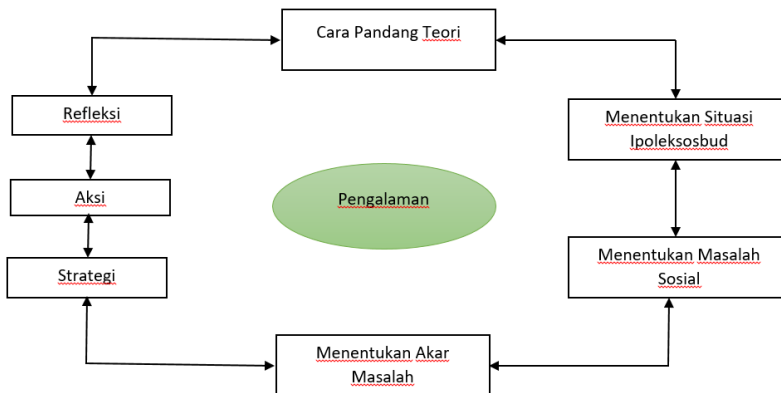 Cara Pandang Teori
Refleksi
Menentukan Situasi
Ipoleksosbud
Aksi
Pengalaman
Strategi
Menentukan Masalah
Sosial
Menentukan Akar
Masalah